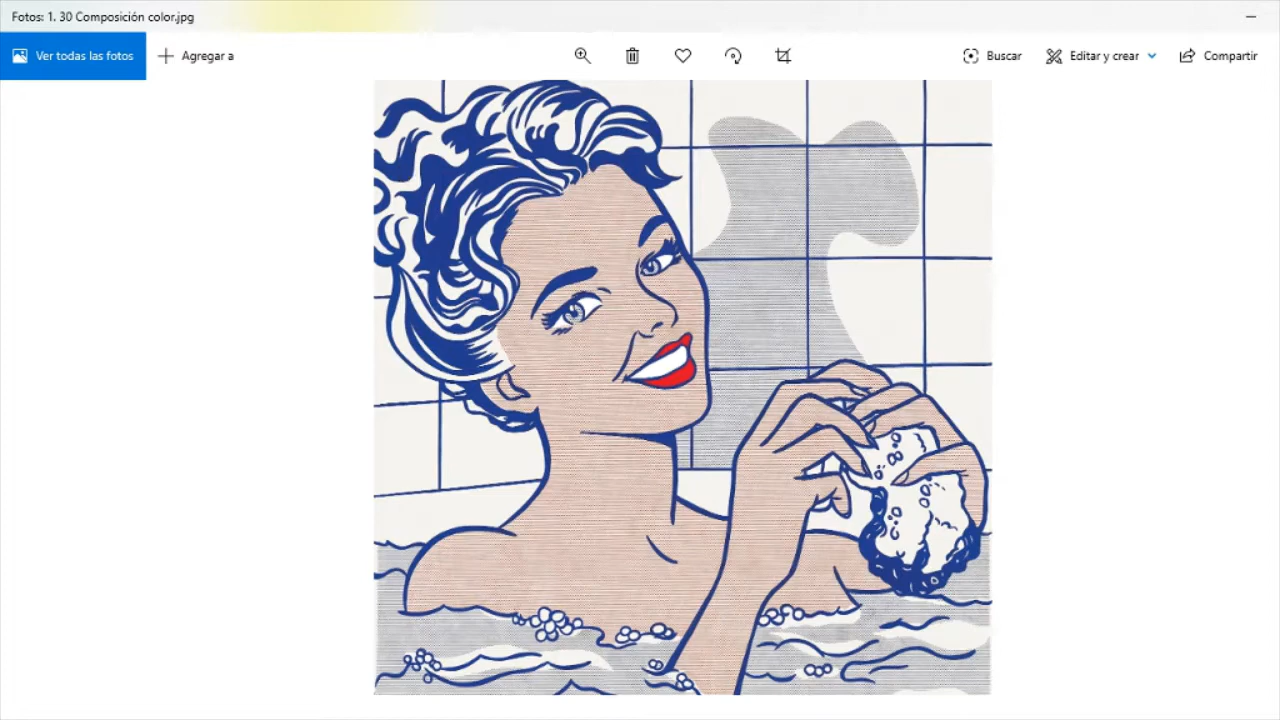 Fotos: 1. 30 Composición color.jpg
Ver todas las fotos
Agregar a
Buscar
Editar y crear
Compartir